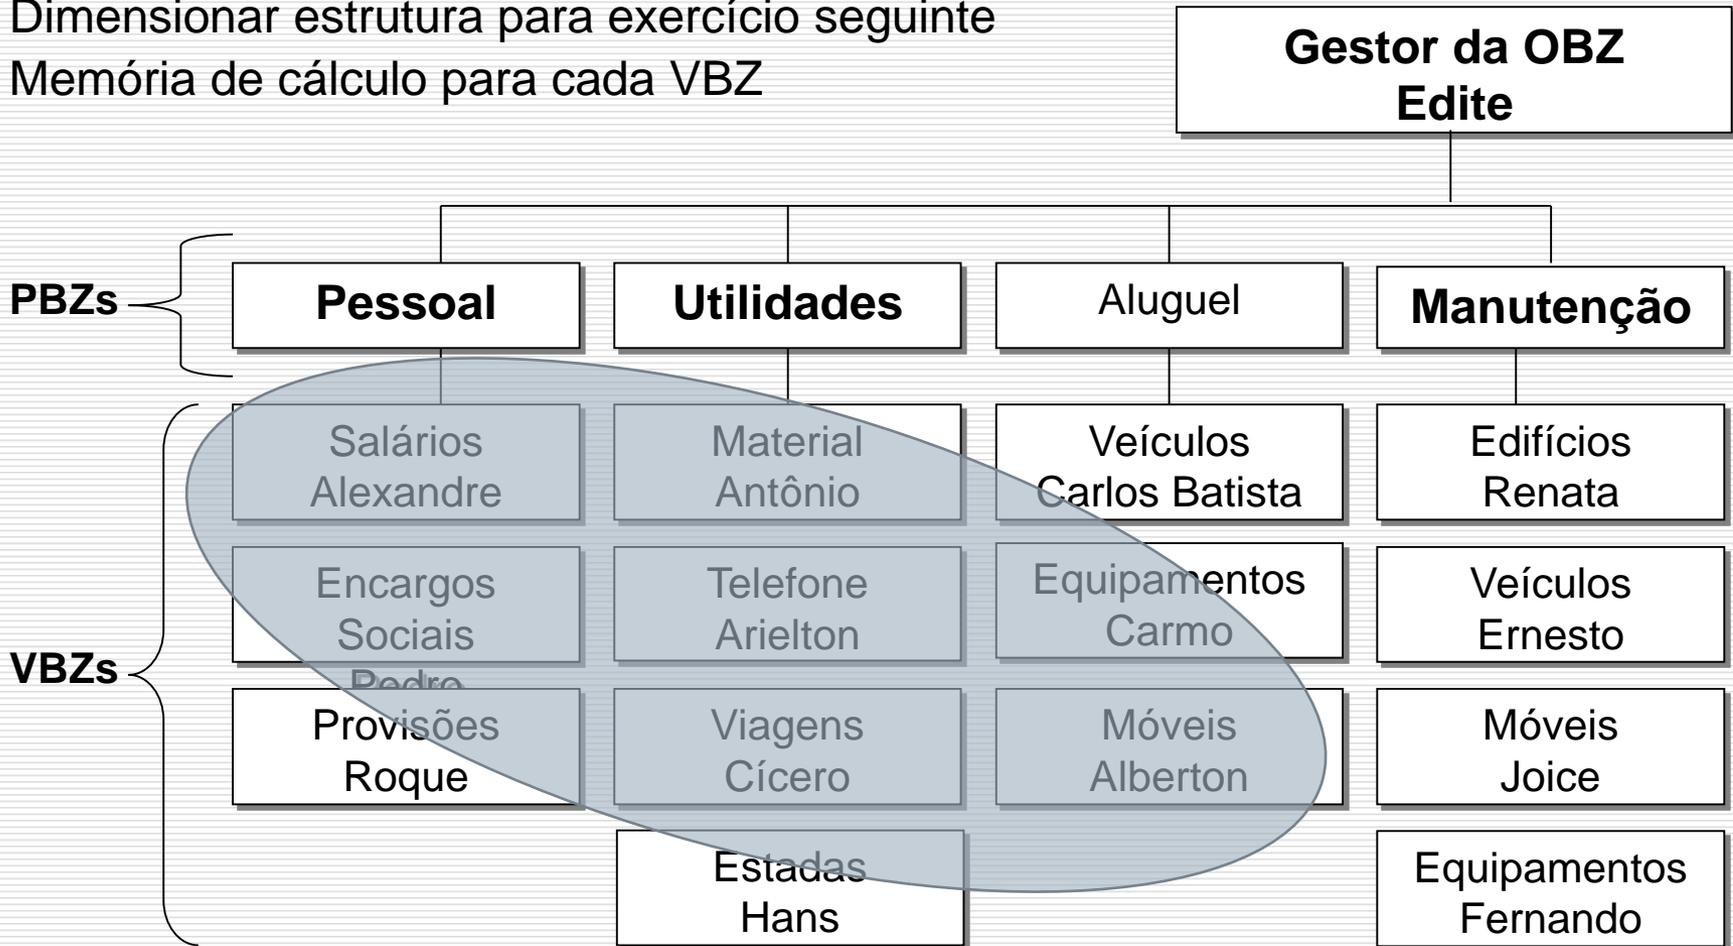 Dimensionar estrutura para exercício seguinte
Memória de cálculo para cada VBZ
Gestor da OBZ
Edite
PBZs
Pessoal
Utilidades
Aluguel
Manutenção
VBZs
Salários
Alexandre
Material
Antônio
Veículos
Carlos Batista
Edifícios
Renata
Encargos
Sociais
Pedro
Telefone
Arielton
Equipamentos
Carmo
Veículos
Ernesto
Provisões
Roque
Viagens
Cícero
Móveis
Alberton
Móveis
Joice
Estadas
Hans
Equipamentos
Fernando